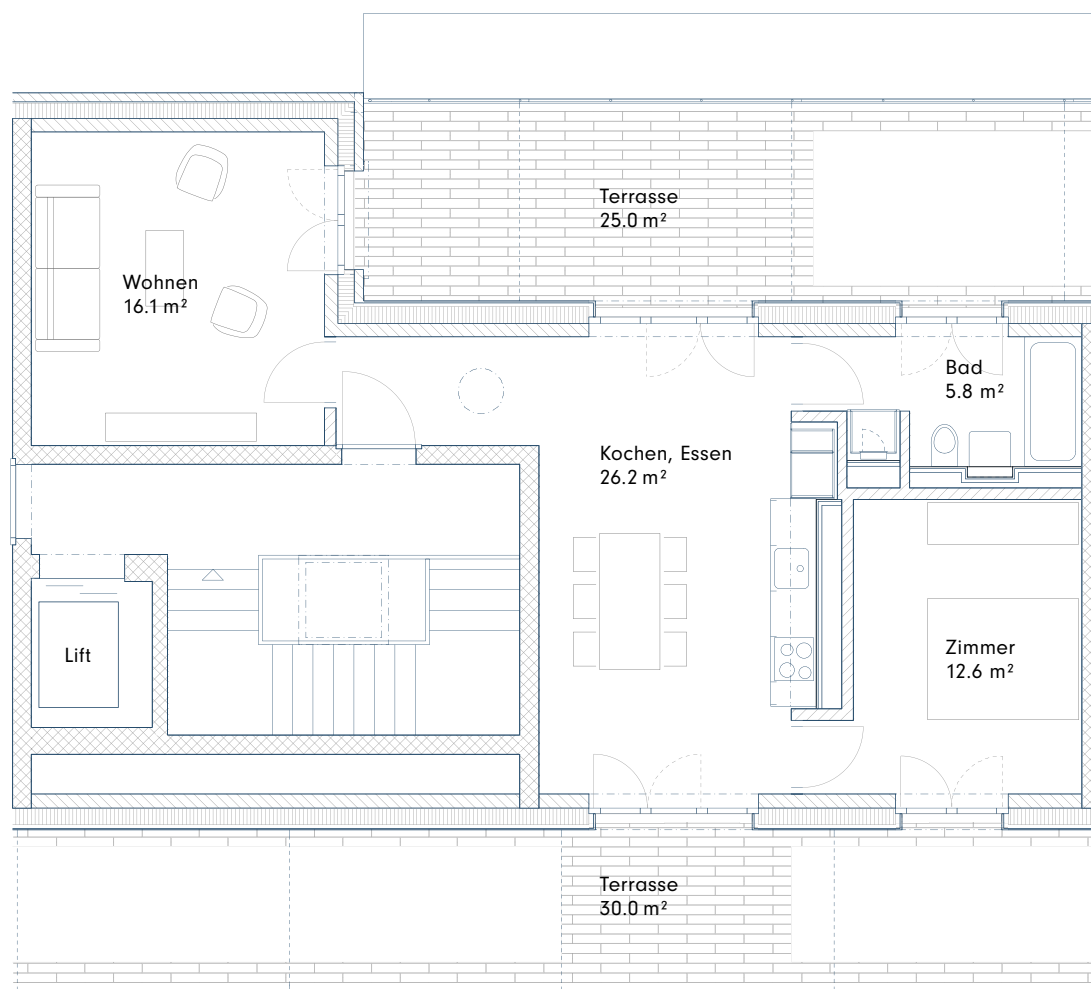 Terrasse
25.0 m²
Wohnen
16.1 m²
Bad
5.8 m²
Kochen, Essen
26.2 m²
Lift
Zimmer
12.6 m²
Terrasse
30.0 m²